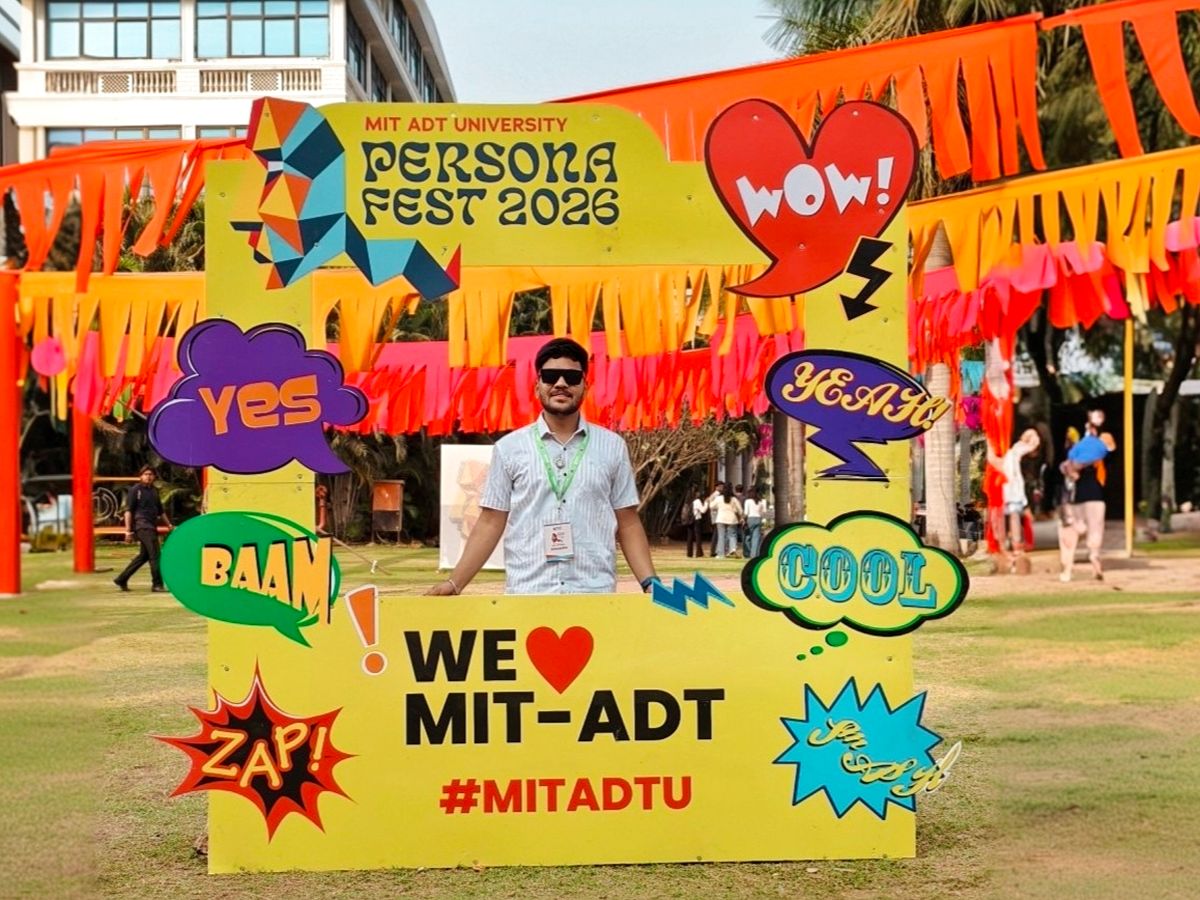 MIT ADT UNIVERSITY
PERSONA
FEST 2026
WOW!
YES
YEAH!
BAAM
COOL
!
WE ❤
MIT-ADT
ZAP!
#MITADTU